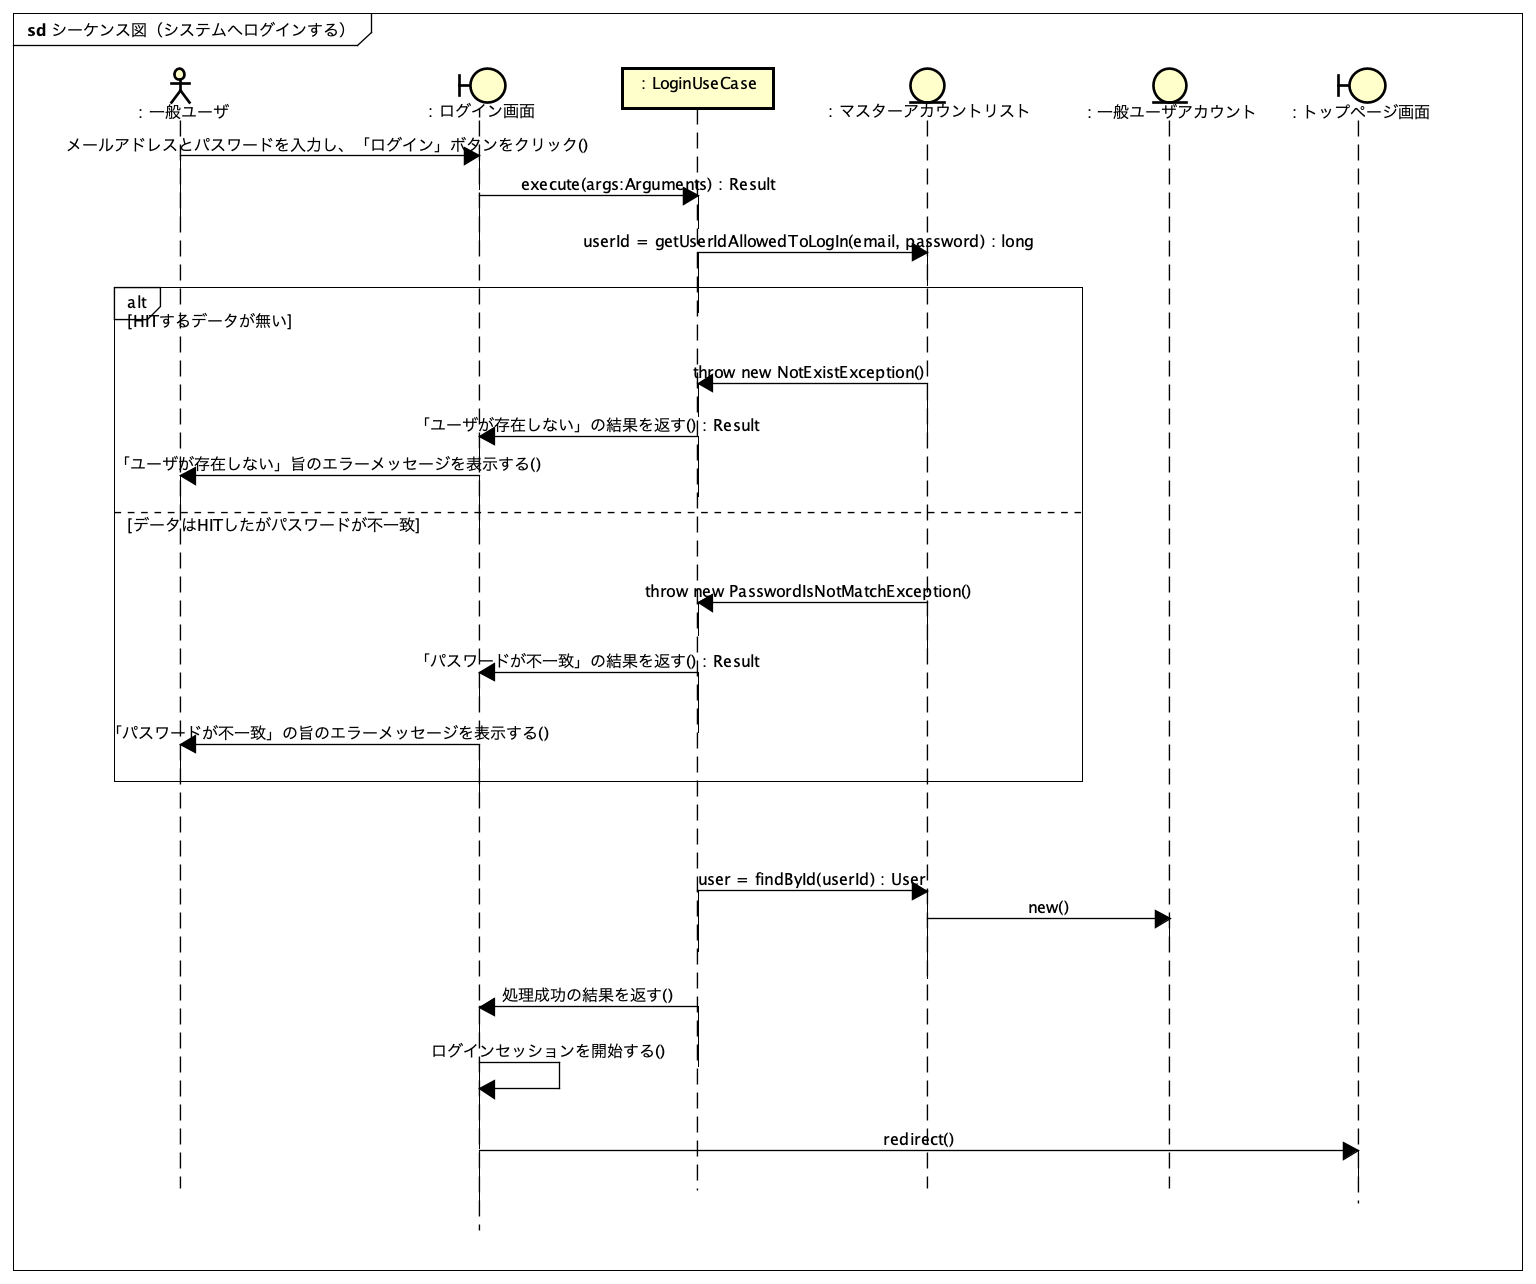 sd シーケンス図（システムへログインする）
: 一般ユーザ
: ログイン画面
: LoginUseCase
: マスターアカウントリスト
: 一般ユーザアカウント
: トップページ画面
メールアドレスとパスワードを入力し、「ログイン」ボタンをクリック()
execute(args:Arguments) : Result
userId = getUserIdAllowedToLogIn(email, password) : long
alt
[HITするデータが無い]
throw new NotExistException()
「ユーザが存在しない」の結果を返す() : Result
「ユーザが存在しない」旨のエラーメッセージを表示する()
[データはHITしたがパスワードが不一致]
throw new PasswordIsNotMatchException()
「パスワードが不一致」の結果を返す() : Result
「パスワードが不一致」の旨のエラーメッセージを表示する()
user = findById(userId) : User
new()
処理成功の結果を返す()
ログインセッションを開始する()
redirect()